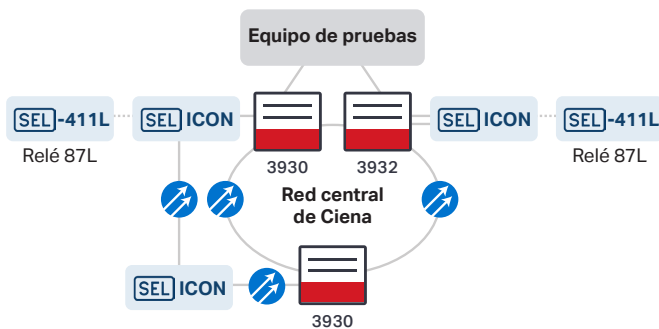 Equipo de pruebas
SEL-411L
SEL ICON
SEL ICON
SEL-411L
Relé 87L
3930
3932
Relé 87L
Red central
de Ciena
SEL ICON
3930